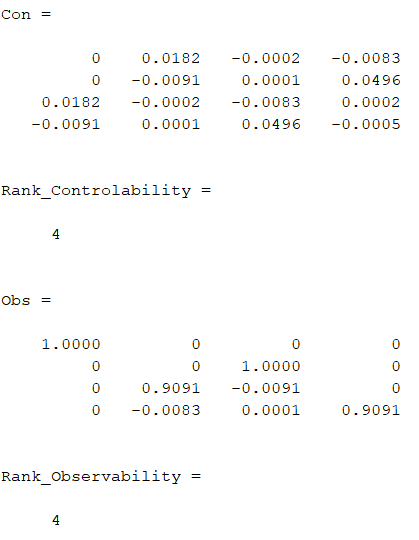 Con =
0 0.0182 -0.0002 -0.0083
0 -0.0091 0.0001 0.0496
0.0182 -0.0002 -0.0083 0.0002
-0.0091 0.0001 0.0496 -0.0005
Rank_Controlability =
4
Obs =
1.0000 0 0 0
0 0 1.0000 0
0 0.9091 -0.0091 0
0 -0.0083 0.0001 0.9091
Rank_Observability =
4